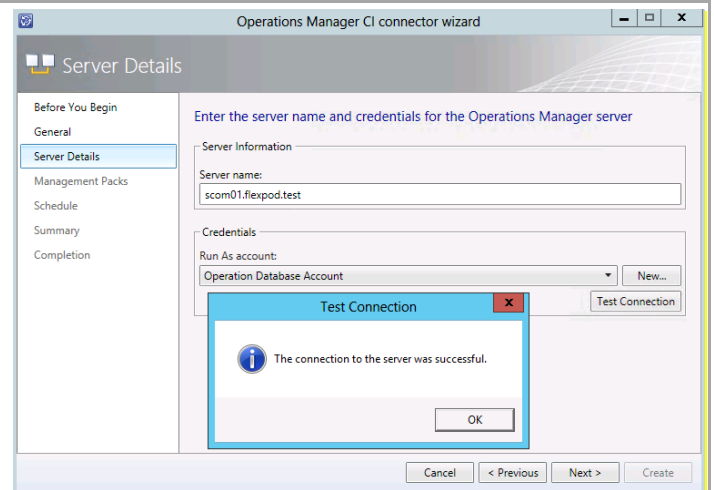 Operations Manager CI connector wizard
Server Details
Before You Begin
General
Server Details
Management Packs
Schedule
Summary
Completion
Enter the server name and credentials for the Operations Manager server
Server Information
Server name:
scom01.flexpod.test
Credentials
Run As account:
Operation Database Account
New...
Test Connection
Test Connection
The connection to the server was successful.
OK
Cancel
< Previous
Next >
Create